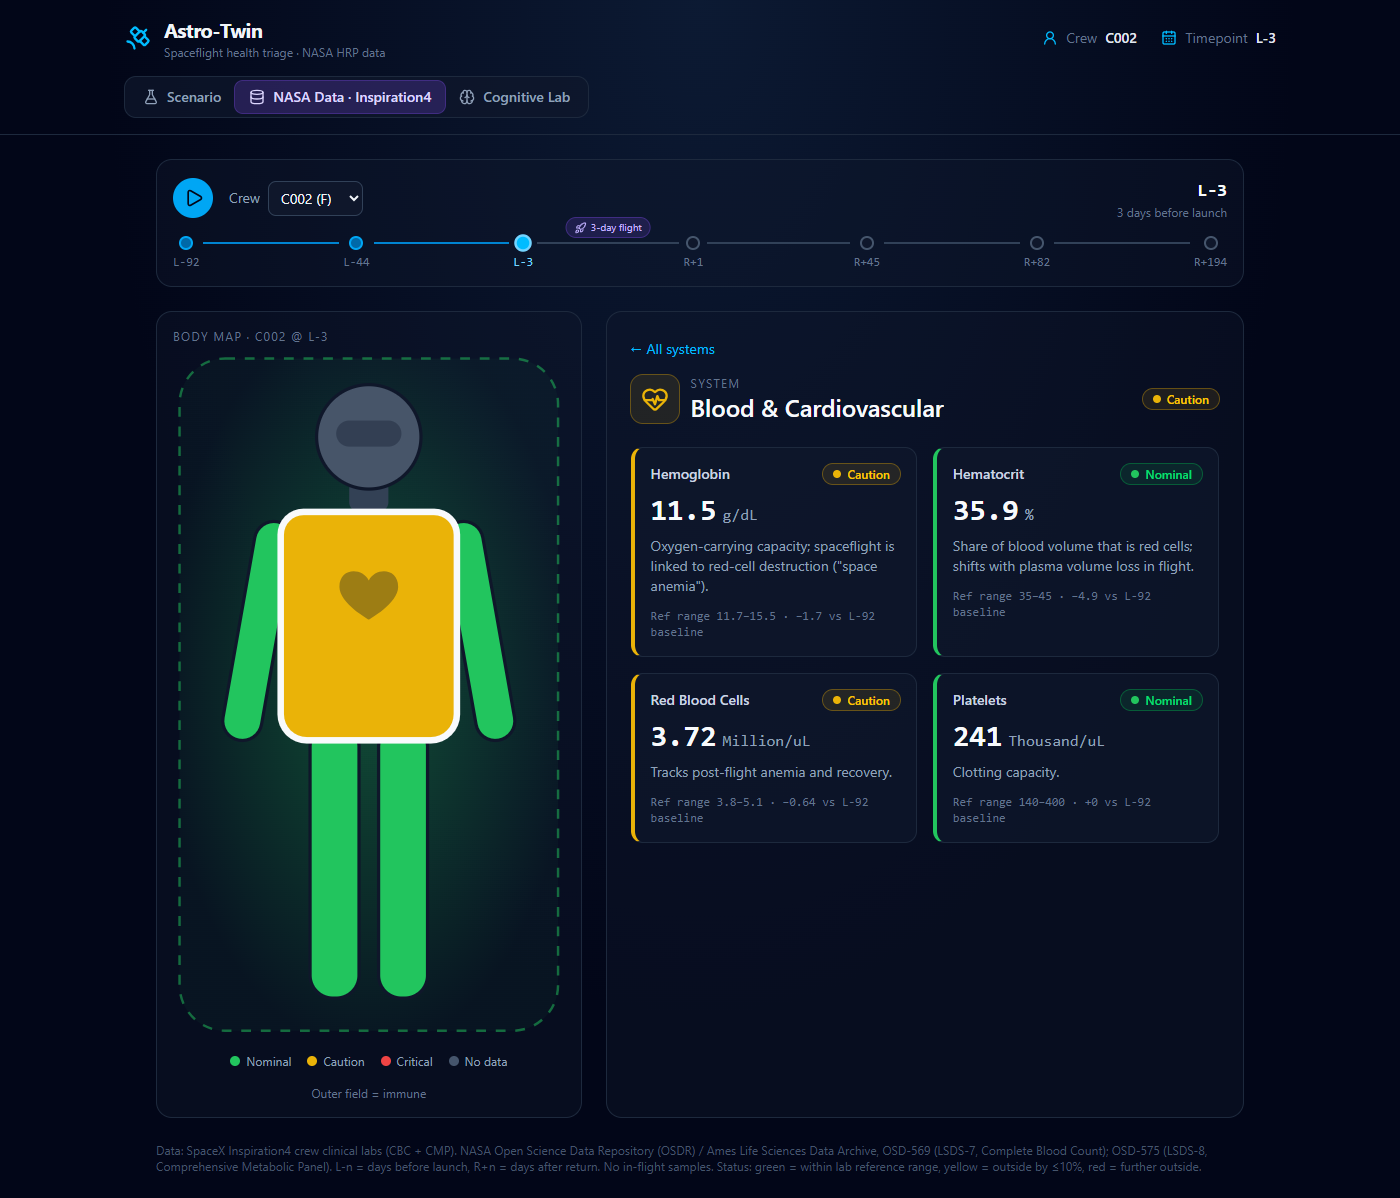 Astro-Twin
Spaceflight health triage · NASA HRP data
Crew C002
Timepoint L-3
Scenario
NASA Data · Inspiration4
Cognitive Lab
Crew
C002 (F)
L-3
3 days before launch
3-day flight
L-92
L-44
L-3
R+1
R+45
R+82
R+194
BODY MAP · C002 @ L-3
Nominal
Caution
Critical
No data
Outer field = immune
← All systems
SYSTEM
Blood & Cardiovascular
Caution
Hemoglobin
Caution
11.5 g/dL
Oxygen-carrying capacity; spaceflight is
linked to red-cell destruction ("space
anemia").
Ref range 11.7–15.5 · −1.7 vs L-92
baseline
Hematocrit
Nominal
35.9 %
Share of blood volume that is red cells;
shifts with plasma volume loss in flight.
Ref range 35–45 · −4.9 vs L-92
baseline
Red Blood Cells
Caution
3.72 Million/uL
Tracks post-flight anemia and recovery.
Ref range 3.8–5.1 · −0.64 vs L-92
baseline
Platelets
Nominal
241 Thousand/uL
Clotting capacity.
Ref range 140–400 · +0 vs L-92
baseline
Data: SpaceX Inspiration4 crew clinical labs (CBC + CMP). NASA Open Science Data Repository (OSDR) / Ames Life Sciences Data Archive, OSD-569 (LSDS-7, Complete Blood Count); OSD-575 (LSDS-8,
Comprehensive Metabolic Panel). L-n = days before launch, R+n = days after return. No in-flight samples. Status: green = within lab reference range, yellow = outside by ≤10%, red = further outside.